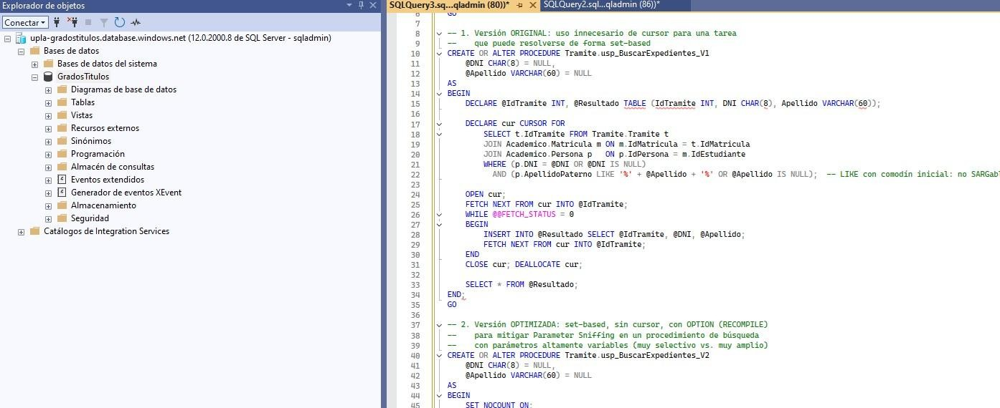 Explorador de objetos
Conectar
upla-gradostitulos.database.windows.net (12.0.2000.8 de SQL Server - sqladmin)
Bases de datos
Bases de datos del sistema
GradosTitulos
Diagramas de base de datos
Tablas
Vistas
Recursos externos
Sinónimos
Programación
Almacén de consultas
Eventos extendidos
Generador de eventos XEvent
Almacenamiento
Seguridad
Catálogos de Integration Services
SQLQuery3.sq...qladmin (80))* SQLQuery2.sql...qladmin (86))*
6 GO
7
8 -- 1. Versión ORIGINAL: uso innecesario de cursor para una tarea
9 --    que puede resolverse de forma set-based
10 CREATE OR ALTER PROCEDURE Tramite.usp_BuscarExpedientes_V1
11     @DNI CHAR(8) = NULL,
12     @Apellido VARCHAR(60) = NULL
13 AS
14 BEGIN
15     DECLARE @IdTramite INT, @Resultado TABLE (IdTramite INT, DNI CHAR(8), Apellido VARCHAR(60));
16
17     DECLARE cur CURSOR FOR
18         SELECT t.IdTramite FROM Tramite.Tramite t
19         JOIN Academico.Matricula m ON m.IdMatricula = t.IdMatricula
20         JOIN Academico.Persona p   ON p.IdPersona = m.IdEstudiante
21         WHERE (p.DNI = @DNI OR @DNI IS NULL)
22           AND (p.ApellidoPaterno LIKE '%' + @Apellido + '%' OR @Apellido IS NULL);  -- LIKE con comodín inicial: no SARGabl
23
24     OPEN cur;
25     FETCH NEXT FROM cur INTO @IdTramite;
26     WHILE @@FETCH_STATUS = 0
27     BEGIN
28         INSERT INTO @Resultado SELECT @IdTramite, @DNI, @Apellido;
29         FETCH NEXT FROM cur INTO @IdTramite;
30     END
31     CLOSE cur; DEALLOCATE cur;
32
33     SELECT * FROM @Resultado;
34 END;
35 GO
36
37 -- 2. Versión OPTIMIZADA: set-based, sin cursor, con OPTION (RECOMPILE)
38 --    para mitigar Parameter Sniffing en un procedimiento de búsqueda
39 --    con parámetros altamente variables (muy selectivo vs. muy amplio)
40 CREATE OR ALTER PROCEDURE Tramite.usp_BuscarExpedientes_V2
41     @DNI CHAR(8) = NULL,
42     @Apellido VARCHAR(60) = NULL
43 AS
44 BEGIN
45     SET NOCOUNT ON;